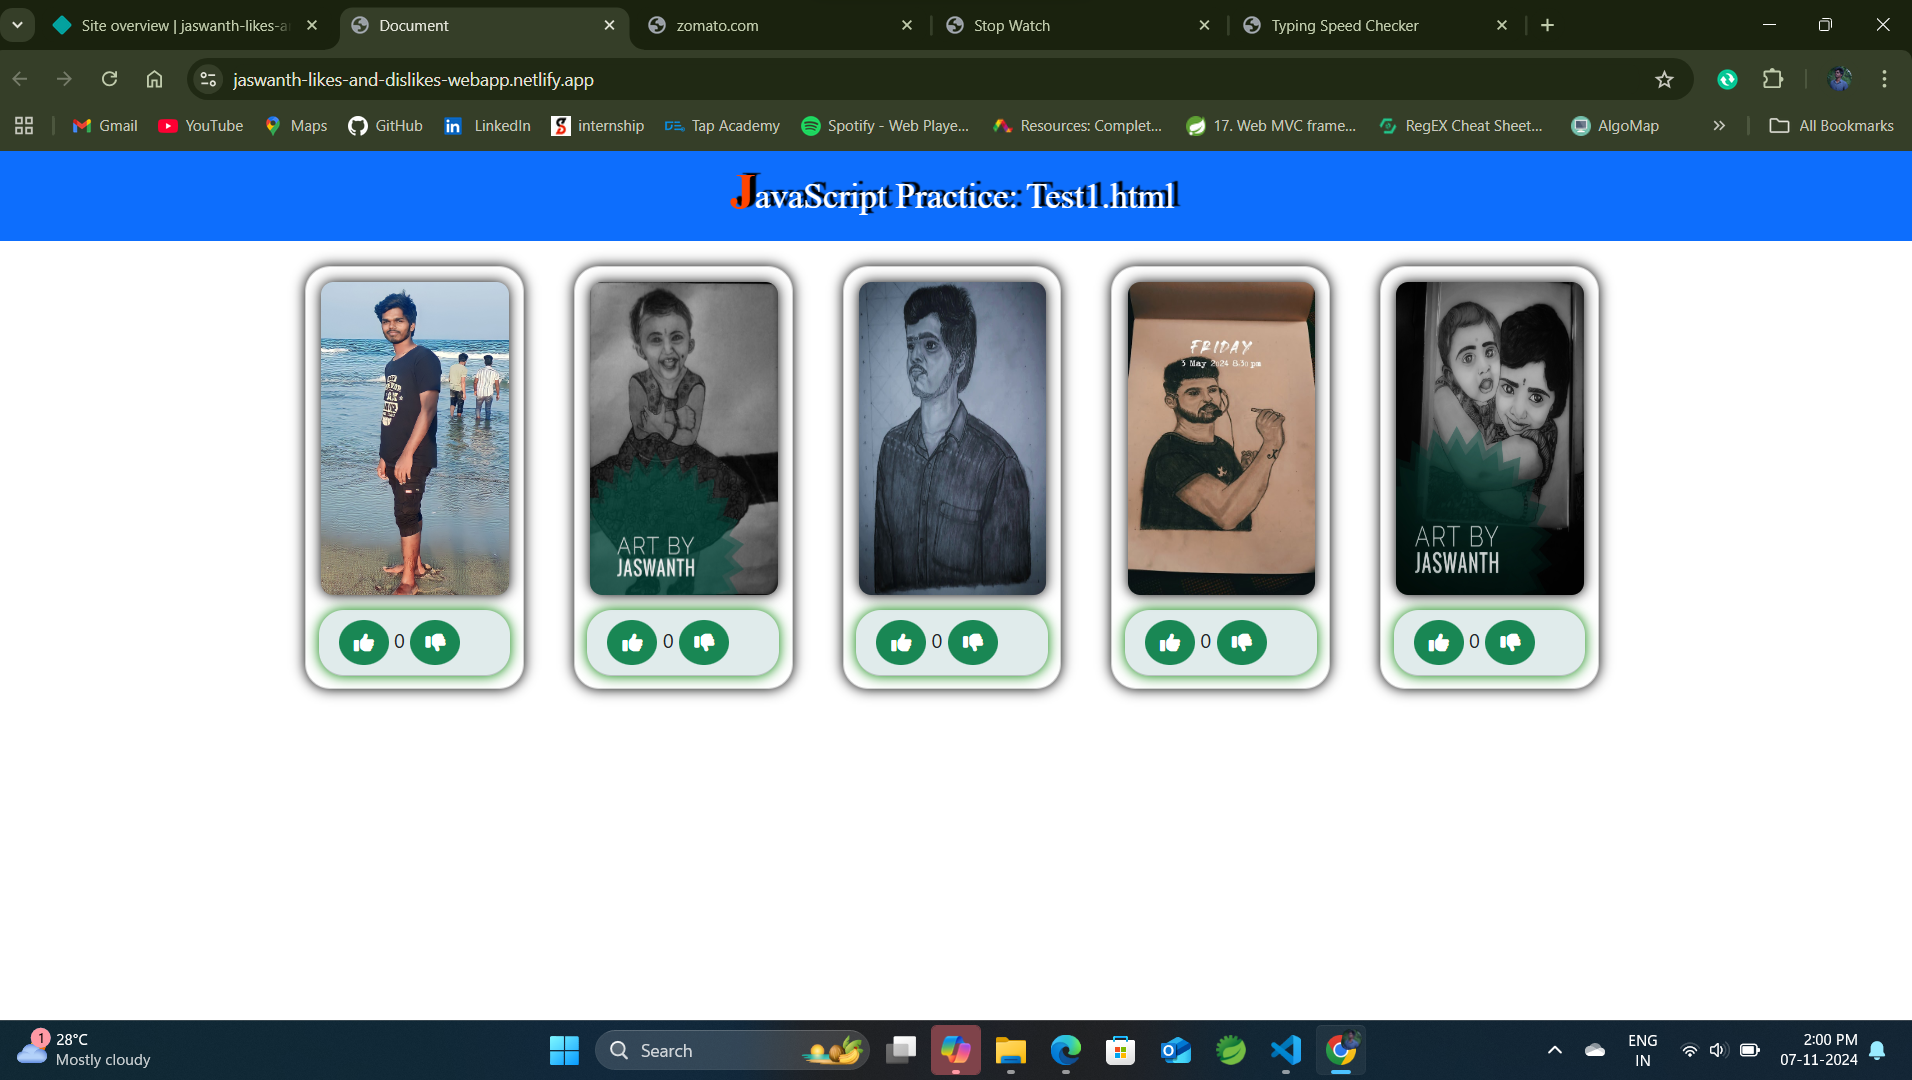 Site overview | jaswanth-likes-a
Document
zomato.com
Stop Watch
Typing Speed Checker
jaswanth-likes-and-dislikes-webapp.netlify.app
Gmail
YouTube
Maps
GitHub
LinkedIn
internship
Tap Academy
Spotify - Web Playe...
Resources: Complet...
17. Web MVC frame...
RegEX Cheat Sheet...
AlgoMap
All Bookmarks
JavaScript Practice: Test1.html
ART BY
JASWANTH
FRIDAY
3 May 2024 8:30 pm
ART BY
JASWANTH
0
0
0
0
0
1
28°C
Mostly cloudy
Search
ENG
IN
2:00 PM
07-11-2024